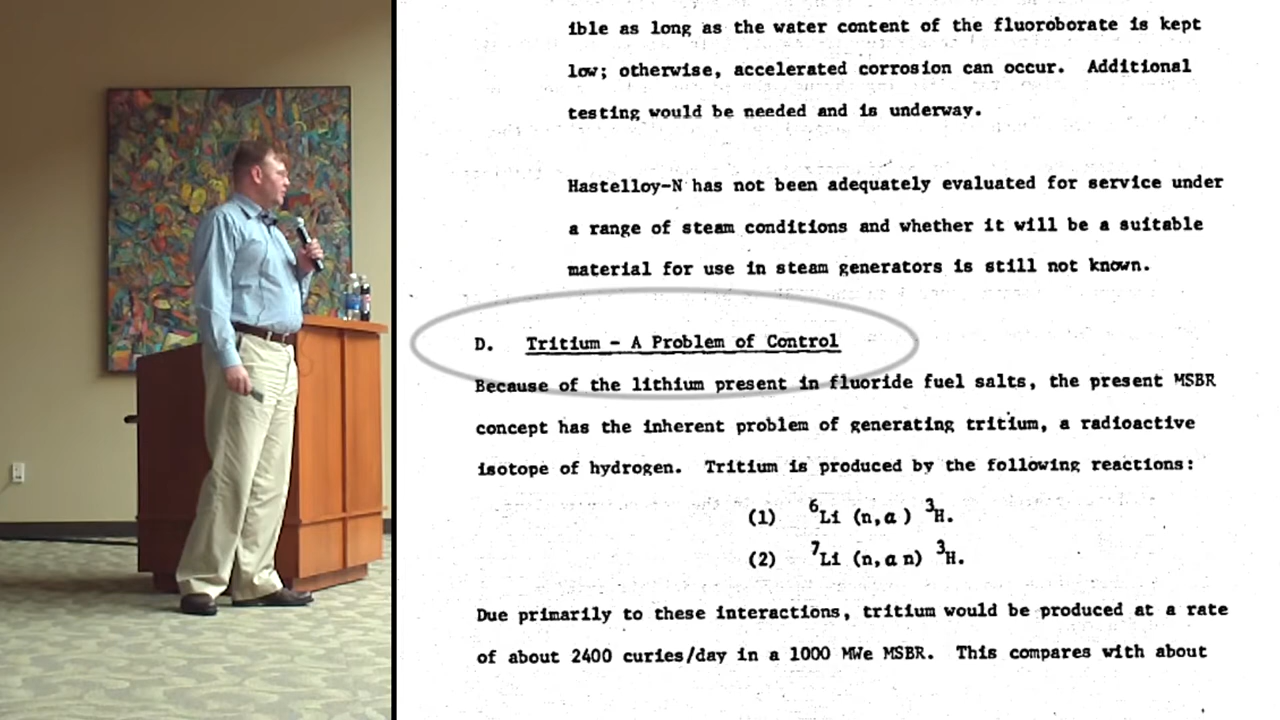 ible as long as the water content of the fluoroborate is kept
low; otherwise, accelerated corrosion can occur. Additional
testing would be needed and is underway.
Hastelloy-N has not been adequately evaluated for service under
a range of steam conditions and whether it will be a suitable
material for use in steam generators is still not known.
D. Tritium - A Problem of Control
Because of the lithium present in fluoride fuel salts, the present MSBR
concept has the inherent problem of generating tritium, a radioactive
isotope of hydrogen. Tritium is produced by the following reactions:
(1) ⁶Li (n,α) ³H.
(2) ⁷Li (n,αn) ³H.
Due primarily to these interactions, tritium would be produced at a rate
of about 2400 curies/day in a 1000 MWe MSBR. This compares with about